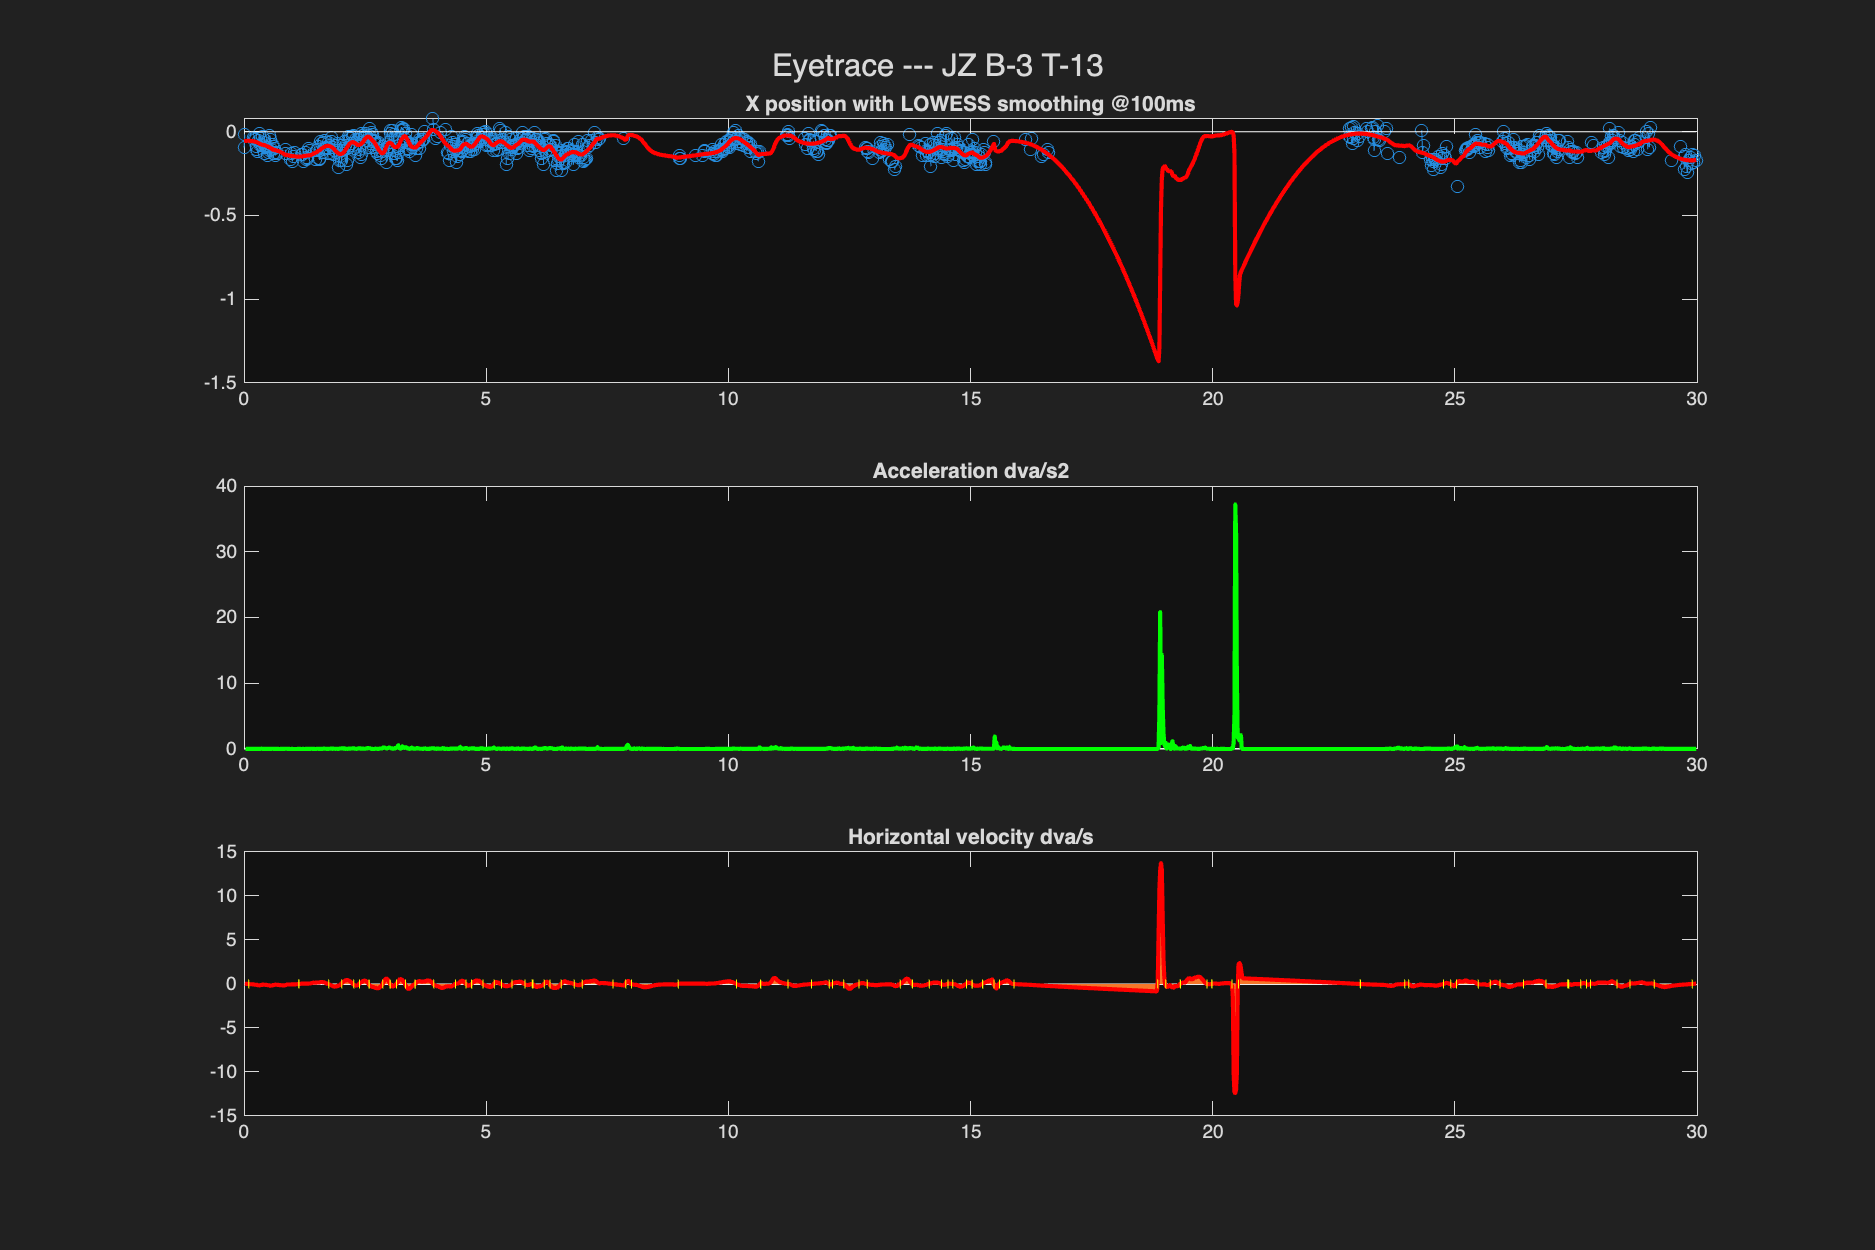 Eyetrace --- JZ B-3 T-13
X position with LOWESS smoothing @100ms
0
-0.5
-1
-1.5
0 5 10 15 20 25 30
Acceleration dva/s2
40
30
20
10
0
0 5 10 15 20 25 30
Horizontal velocity dva/s
15
10
5
0
-5
-10
-15
0 5 10 15 20 25 30